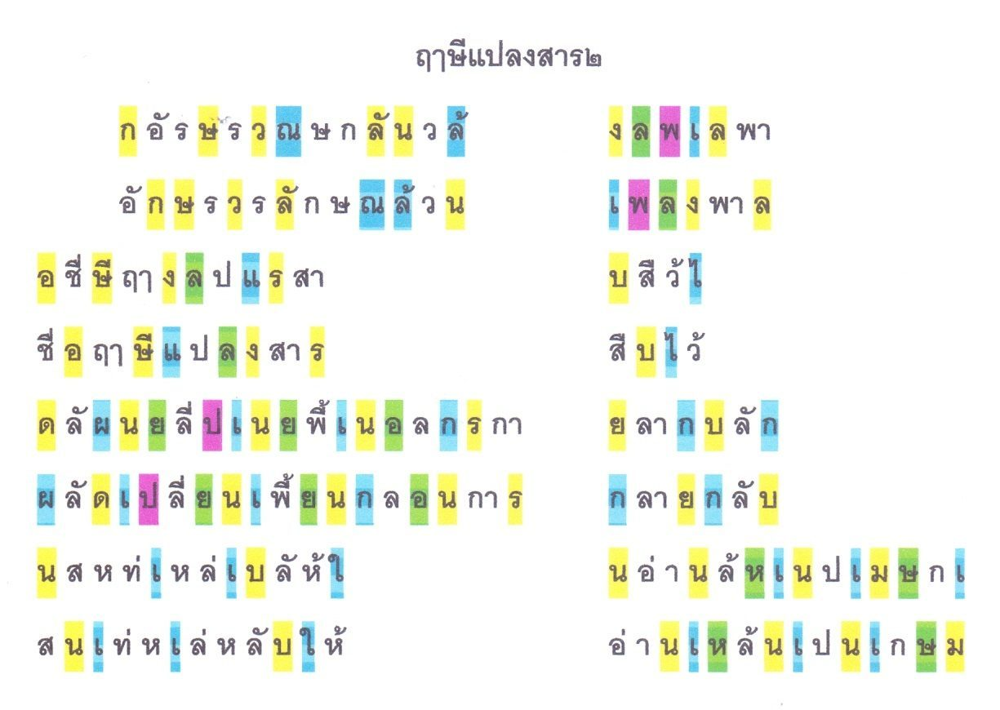 ฤๅษีแปลงสาร๒
กอัรษรวณษกลันวล้ งลพเลพา
อักษรวรลักษณล้วน เพลงพาล
อชื่ษีฤๅงลปแรสา บสืว้ไ
ชื่อฤๅษีแปลงสาร สืบไว้
ดลัผนยลี่ปเนยพี้เนอลกรกา ยลากบลัก
ผลัดเปลี่ยนเพี้ยนกลอนการ กลายกลับ
นสหท่เหล่เบลัห้ใ นอ่านล้หเนปเมษกเ
สนเท่หเล่หลับให้ อ่านเหล้นเปนเกษม